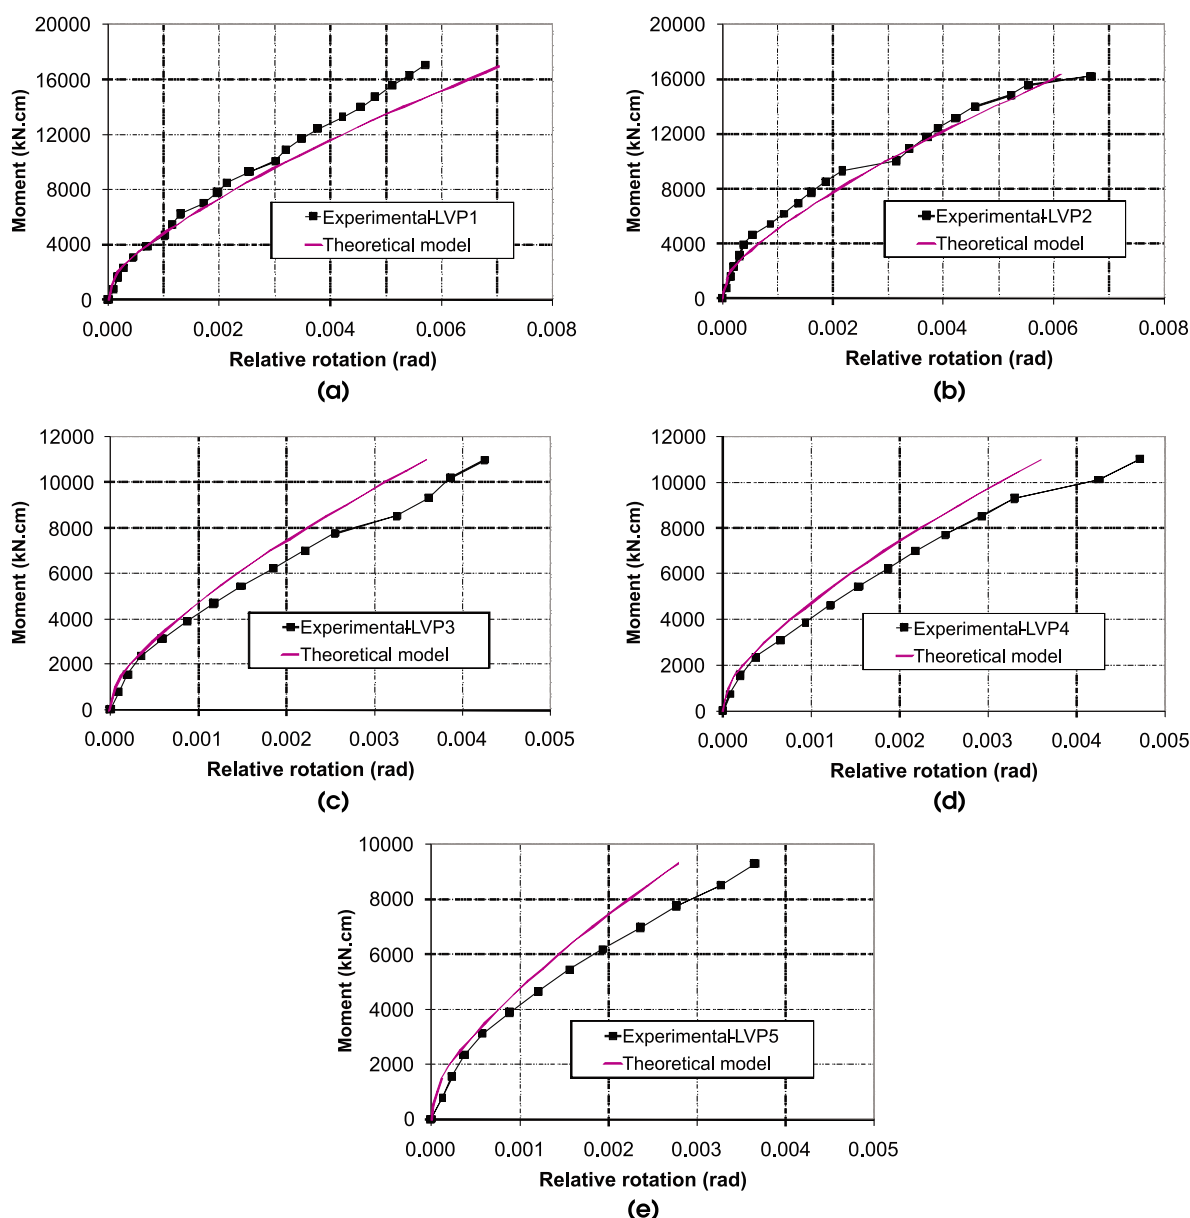 20000
16000
12000
8000
4000
0
Moment (kN.cm)
Experimental-LVP1
Theoretical model
0.000 0.002 0.004 0.006 0.008
Relative rotation (rad)
(a)
20000
16000
12000
8000
4000
0
Moment (kN.cm)
Experimental-LVP2
Theoretical model
0.000 0.002 0.004 0.006 0.008
Relative rotation (rad)
(b)
12000
10000
8000
6000
4000
2000
0
Moment (kN.cm)
Experimental-LVP3
Theoretical model
0.000 0.001 0.002 0.003 0.004 0.005
Relative rotation (rad)
(c)
12000
10000
8000
6000
4000
2000
0
Moment (kN.cm)
Experimental-LVP4
Theoretical model
0.000 0.001 0.002 0.003 0.004 0.005
Relative rotation (rad)
(d)
10000
8000
6000
4000
2000
0
Moment (kN.cm)
Experimental-LVP5
Theoretical model
0.000 0.001 0.002 0.003 0.004 0.005
Relative rotation (rad)
(e)